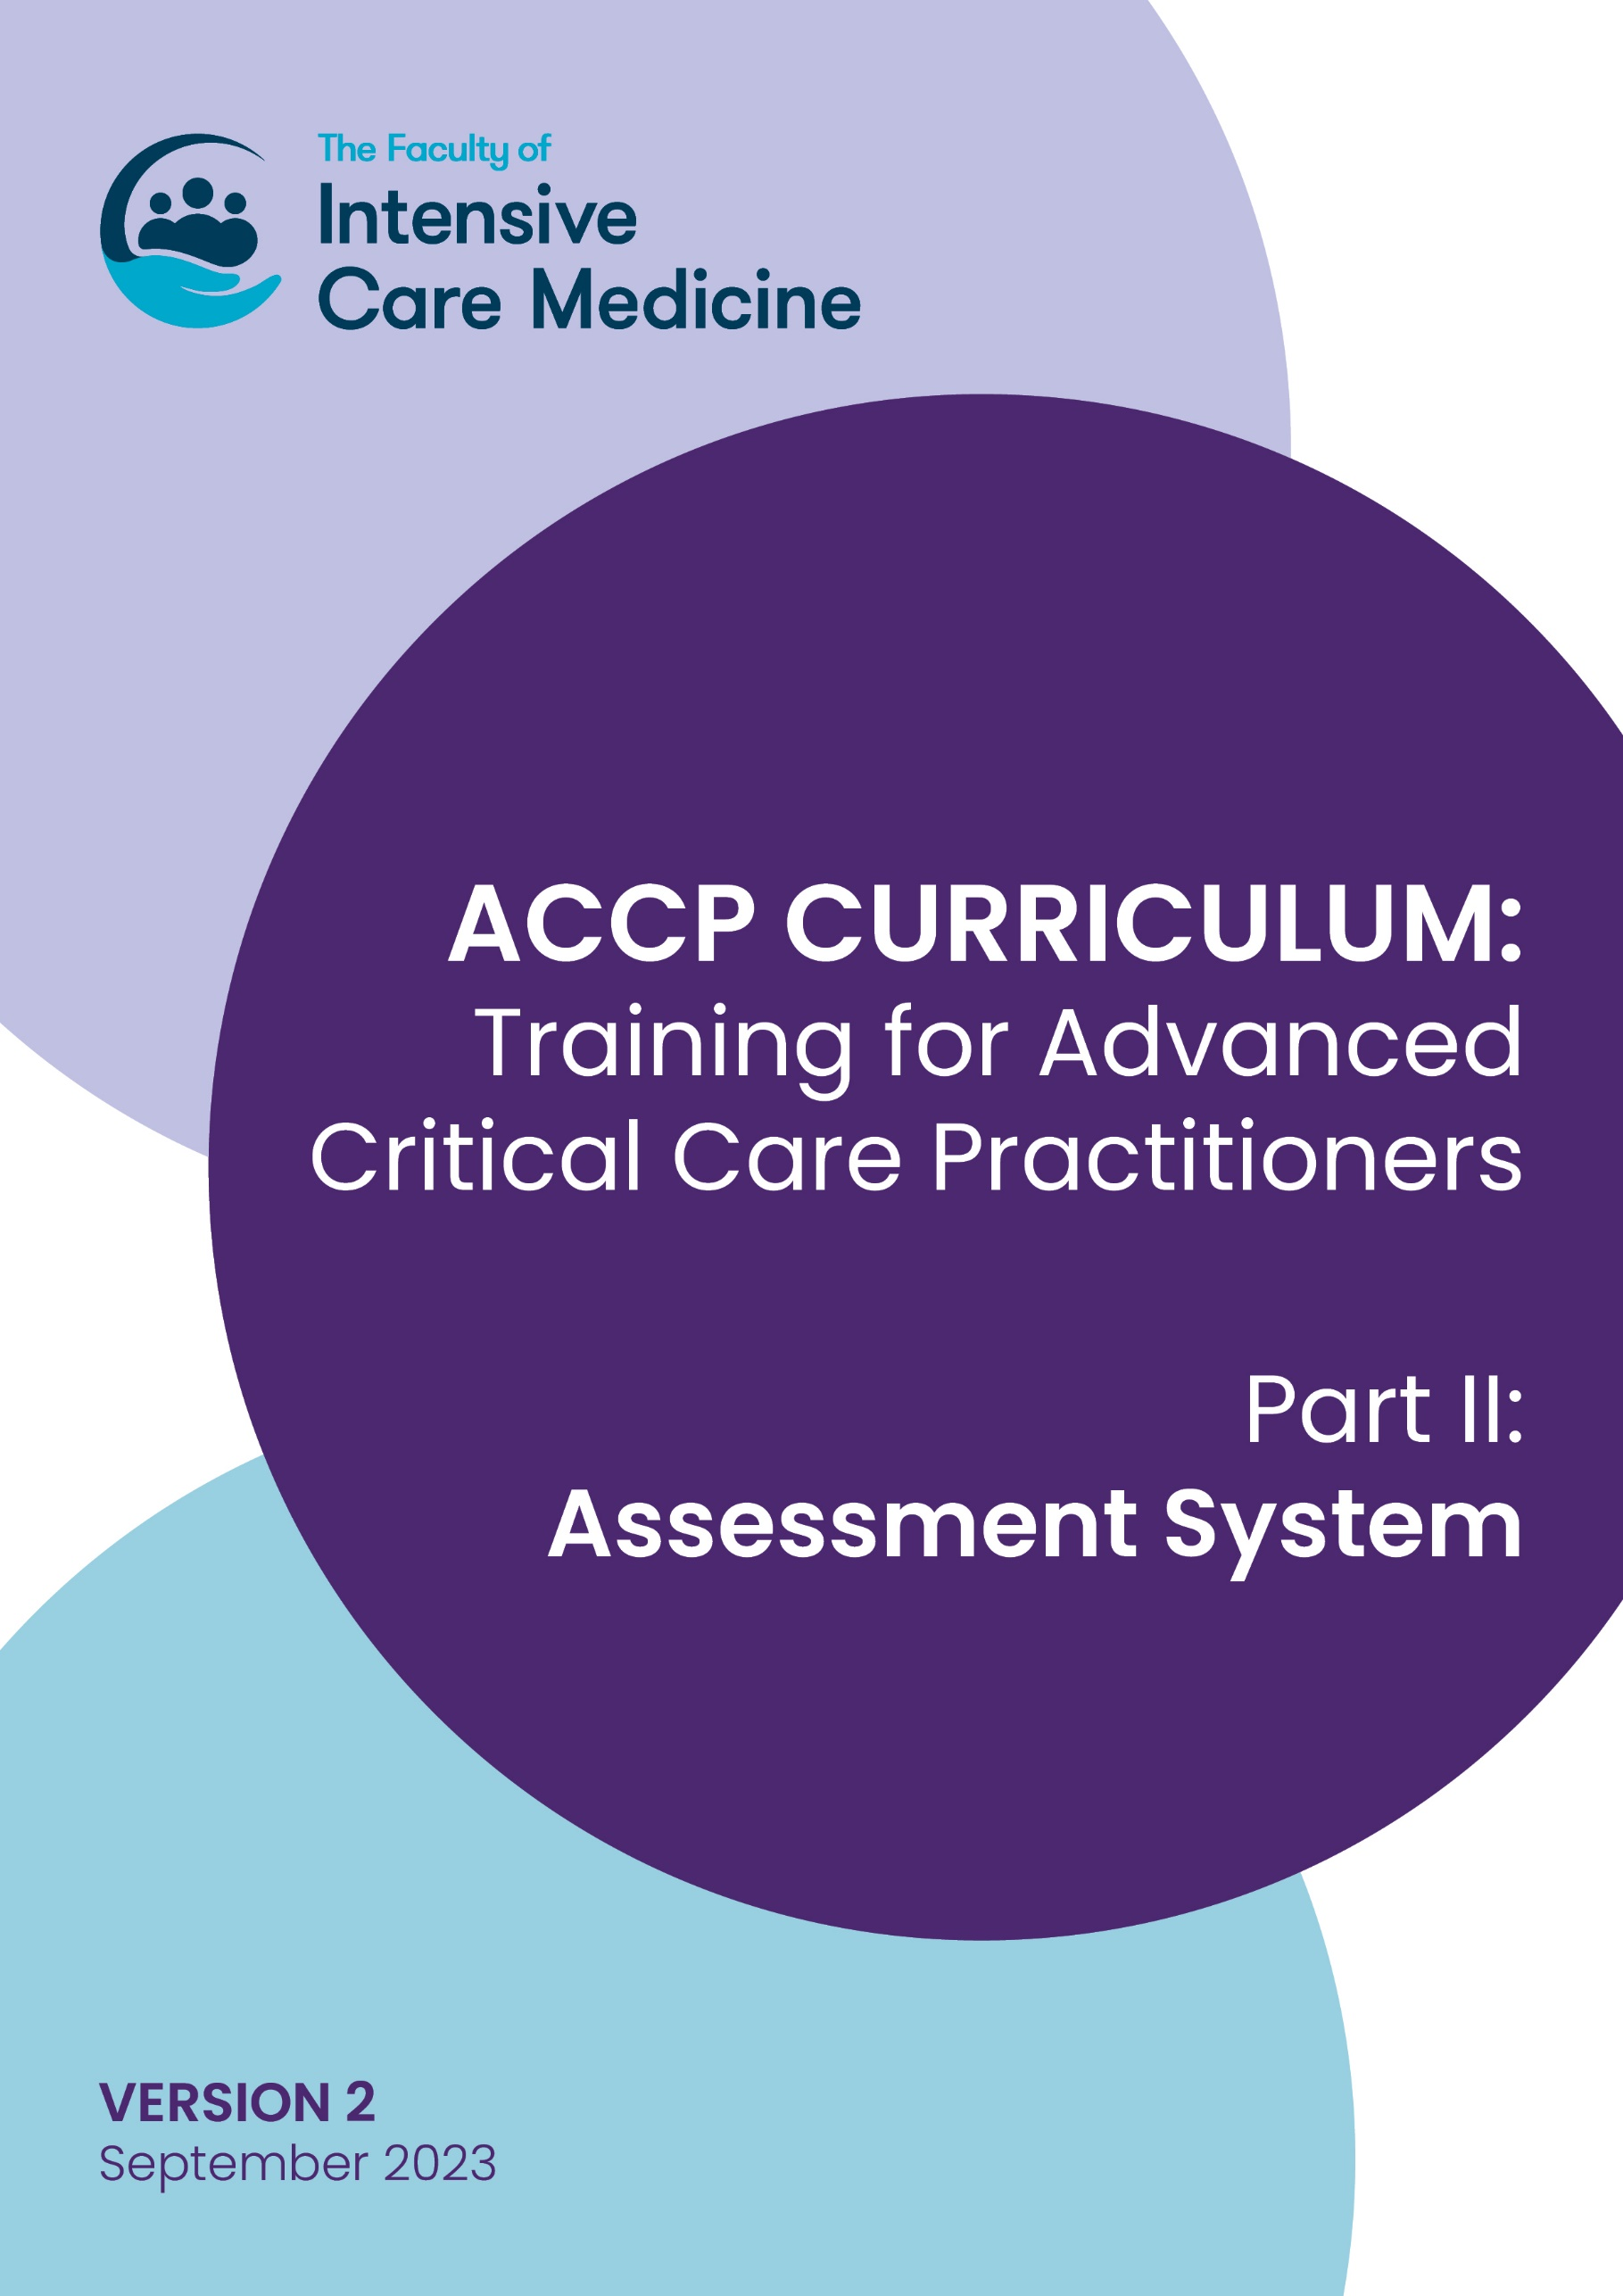 The Faculty of
Intensive
Care Medicine
ACCP CURRICULUM:
Training for Advanced
Critical Care Practitioners
Part II:
Assessment System
VERSION 2
September 2023